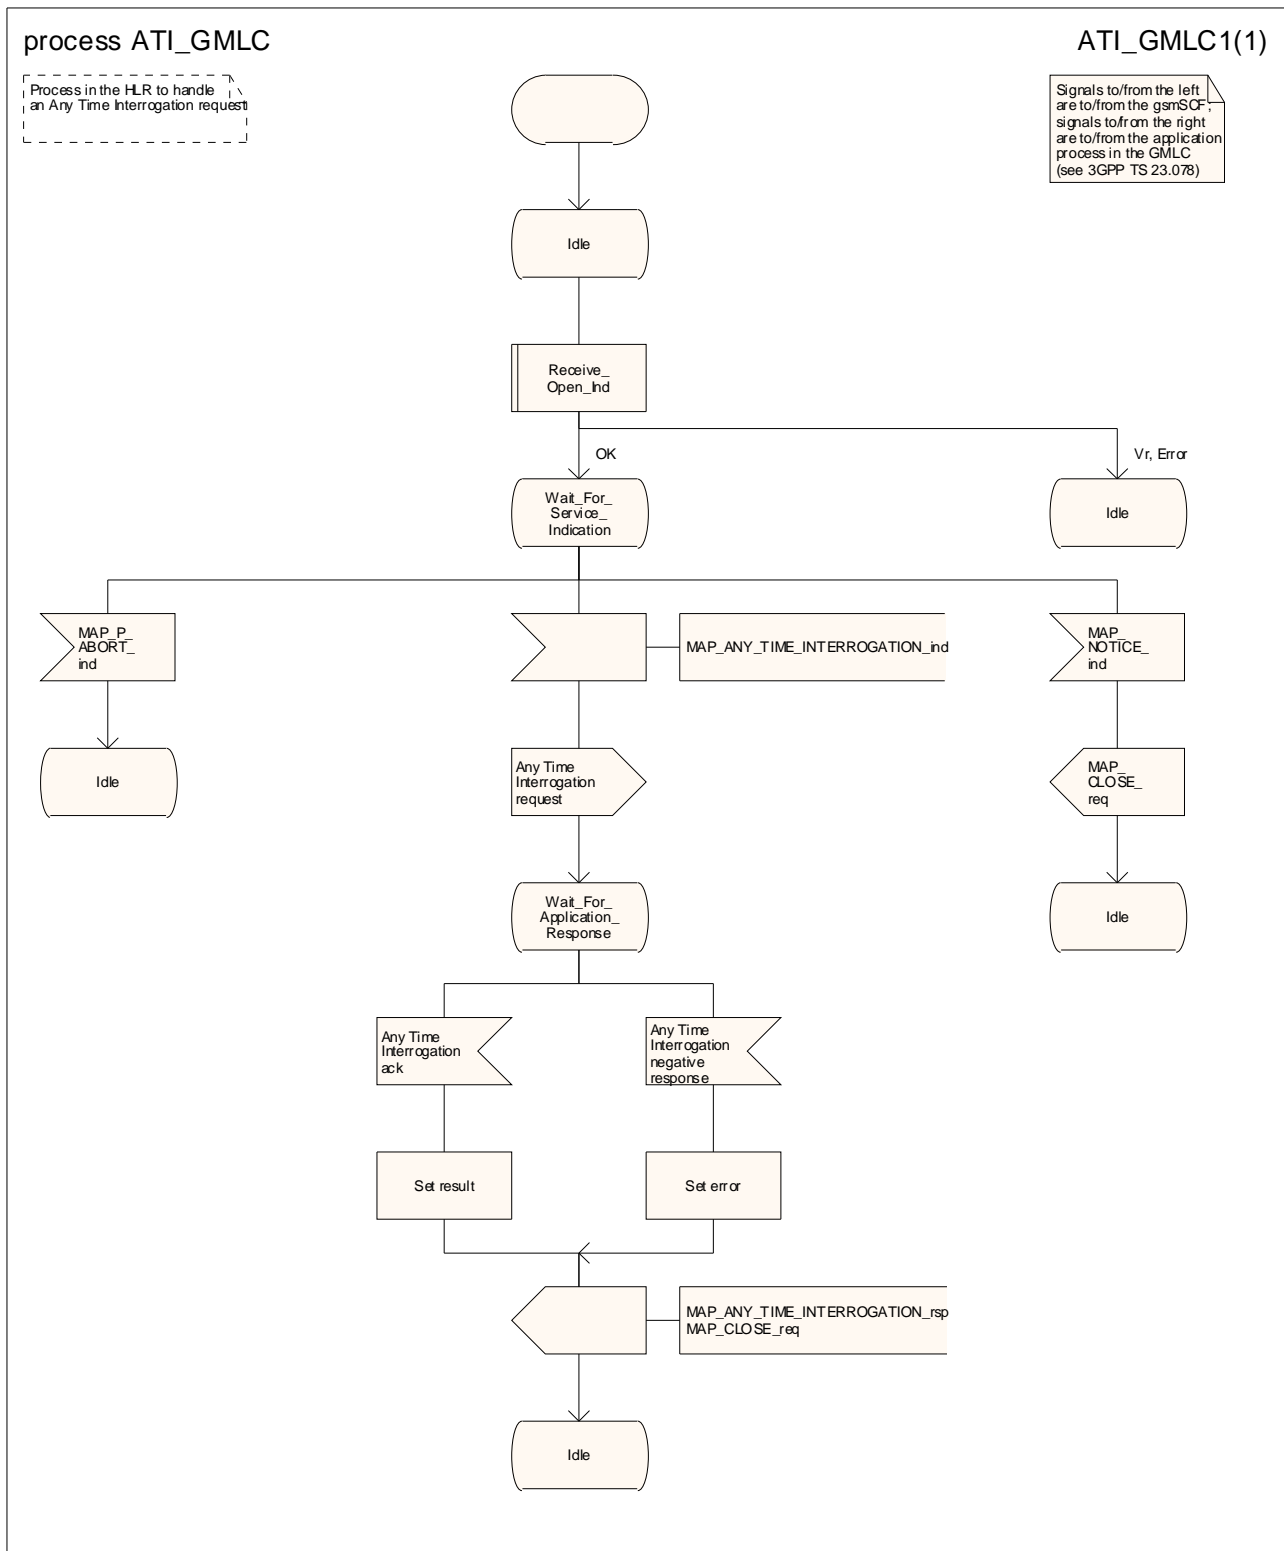 process ATI_GMLC
ATI_GMLC1(1)
Process in the HLR to handle
an Any Time Interrogation request
Signals to/from the left
are to/from the gsmSCF;
signals to/from the right
are to/from the application
process in the GMLC
(see 3GPP TS 23.078)
Idle
Receive_
Open_Ind
OK
Vr, Error
Wait_For_
Service_
Indication
Idle
MAP_P_
ABORT_
ind
MAP_ANY_TIME_INTERROGATION_ind
MAP_
NOTICE_
ind
Idle
Any Time
Interrogation
request
MAP_
CLOSE_
req
Wait_For_
Application_
Response
Idle
Any Time
Interrogation
ack
Any Time
Interrogation
negative
response
Set result
Set error
MAP_ANY_TIME_INTERROGATION_rsp
MAP_CLOSE_req
Idle